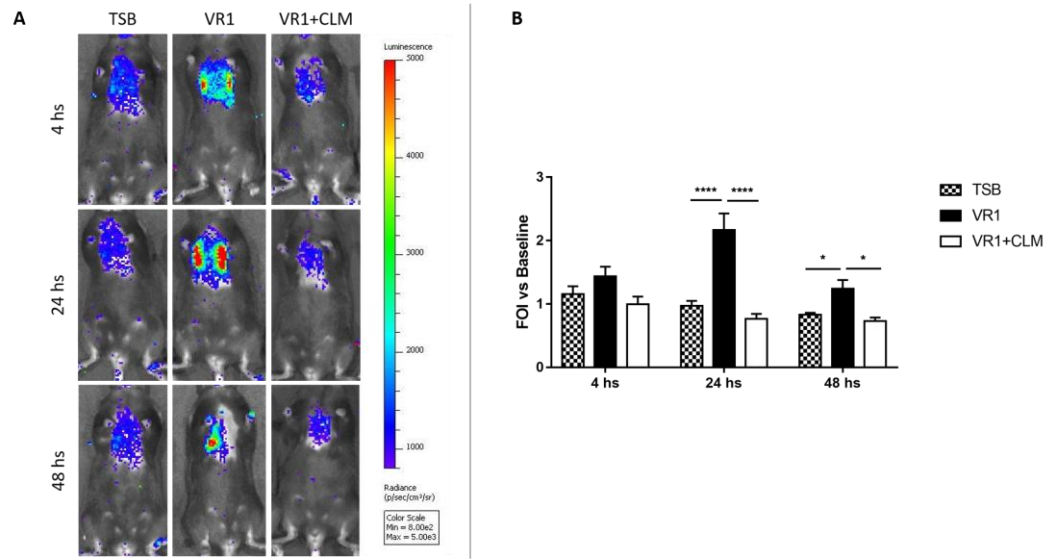 A
TSB VR1 VR1+CLM
4 hs
24 hs
48 hs
Luminescence
5000
4000
3000
2000
1000
Radiance
(p/sec/cm²/sr)
Color Scale
Min = 8.00e2
Max = 5.00e3
B
FOI vs Baseline
3
2
1
0
**** ****
* *
4 hs 24 hs 48 hs
TSB
VR1
VR1+CLM